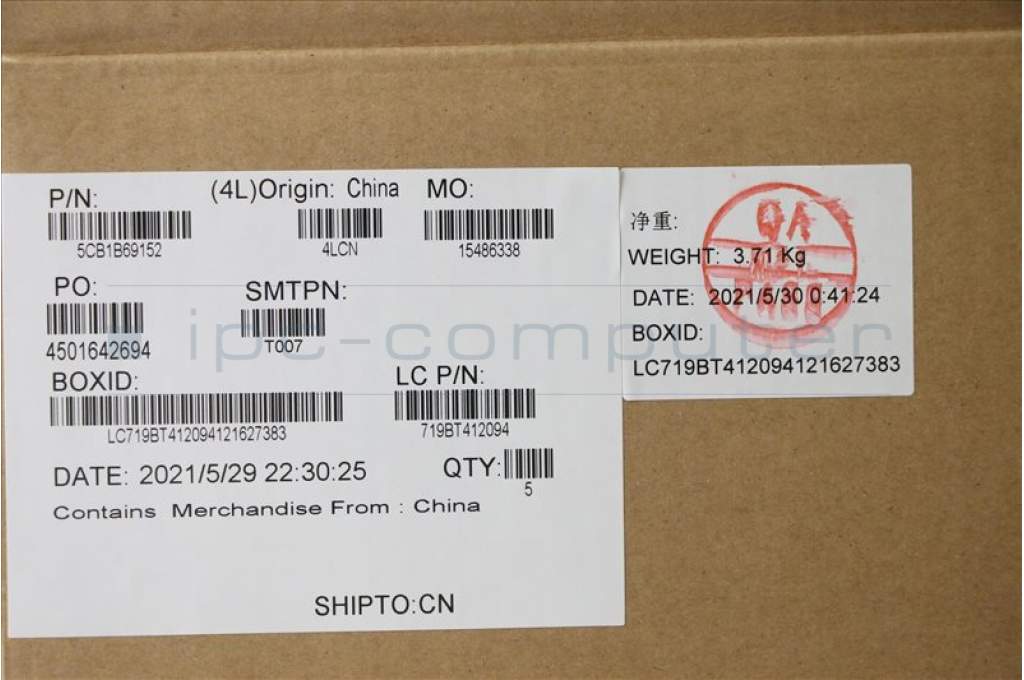 P/N:
5CB1B69152
(4L)Origin: China
4LCN
MO:
15486338
PO:
4501642694
SMTPN:
T007
BOXID:
LC719BT412094121627383
LC P/N:
719BT412094
DATE: 2021/5/29 22:30:25
QTY:
5
Contains Merchandise From : China
SHIPTO:CN
净重:
WEIGHT: 3.71 Kg
DATE: 2021/5/30 0:41:24
BOXID:
LC719BT412094121627383
QA
ipc-computer